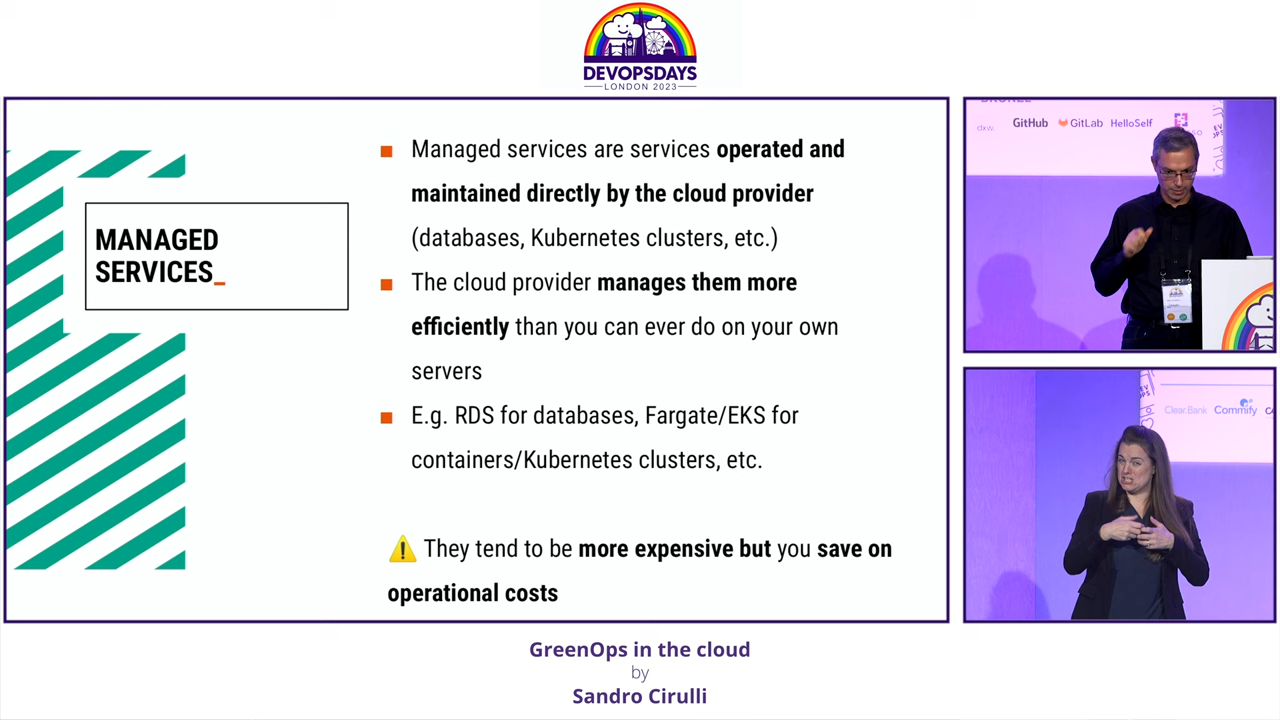 DEVOPSDAYS
LONDON 2023
MANAGED
SERVICES_
Managed services are services operated and
maintained directly by the cloud provider
(databases, Kubernetes clusters, etc.)
The cloud provider manages them more
efficiently than you can ever do on your own
servers
E.g. RDS for databases, Fargate/EKS for
containers/Kubernetes clusters, etc.
They tend to be more expensive but you save on
operational costs
dxw.
GitHub
GitLab
HelloSelf
Clear.Bank
Commify
GreenOps in the cloud
by
Sandro Cirulli